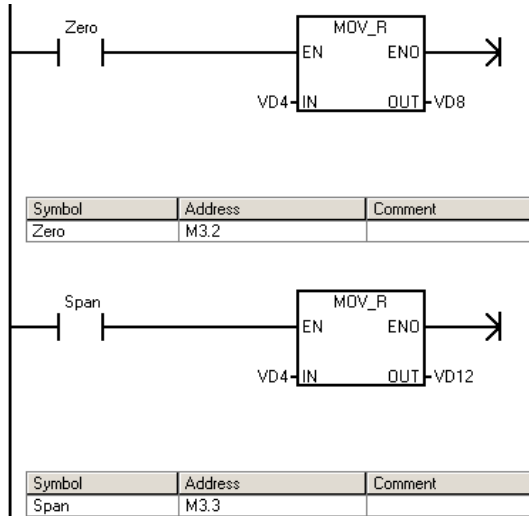 Zero
MOV_R
EN ENO
VD4 IN OUT VD8
Symbol Address Comment
Zero M3.2
Span
MOV_R
EN ENO
VD4 IN OUT VD12
Symbol Address Comment
Span M3.3